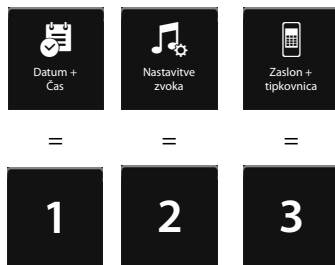 Datum +
Čas
Nastavitve
zvoka
Zaslon +
tipkovnica
= = =
1 2 3